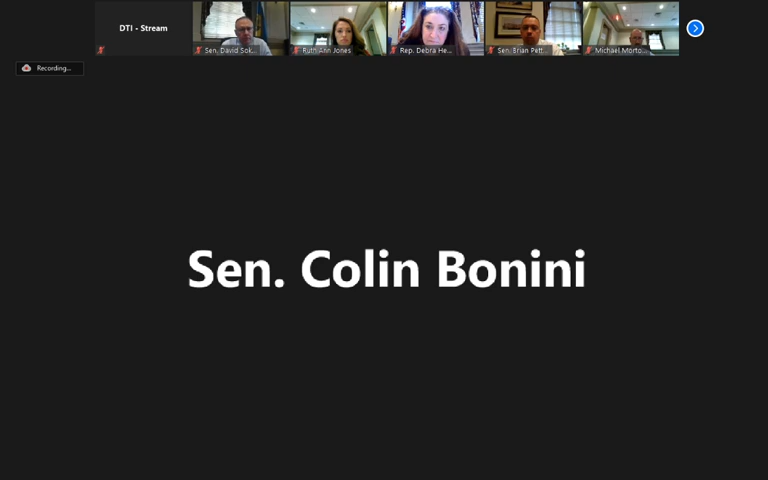 DTI - Stream
Sen. David Sok...
Ruth Ann Jones
Rep. Debra He...
Sen. Brian Pett...
Michael Morto...
Recording...
Sen. Colin Bonini